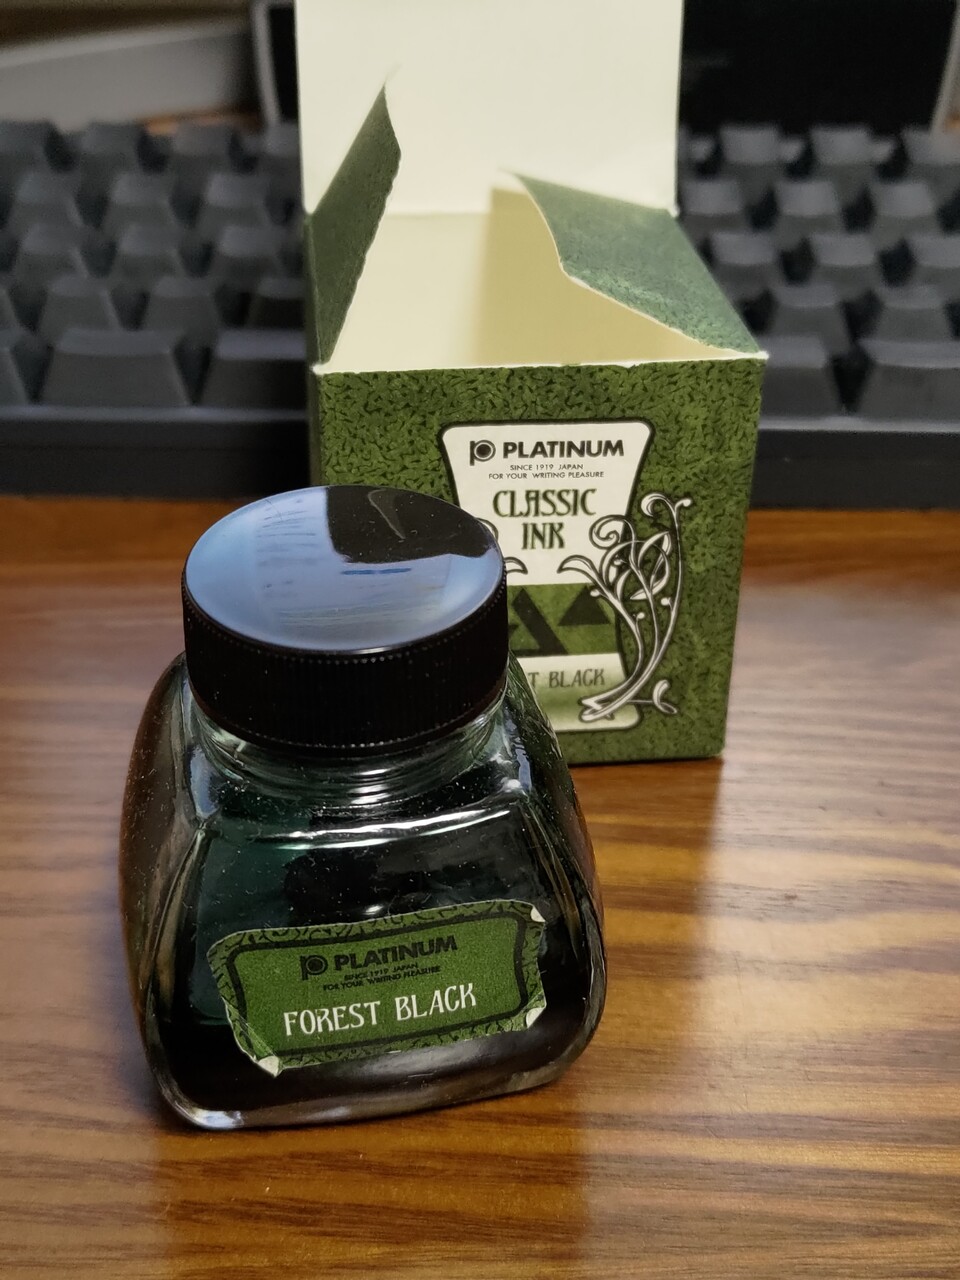 PLATINUM
SINCE 1919 JAPAN
FOR YOUR WRITING PLEASURE
CLASSIC
INK
T BLACK
PLATINUM
SINCE 1919 JAPAN
FOR YOUR WRITING PLEASURE
FOREST BLACK